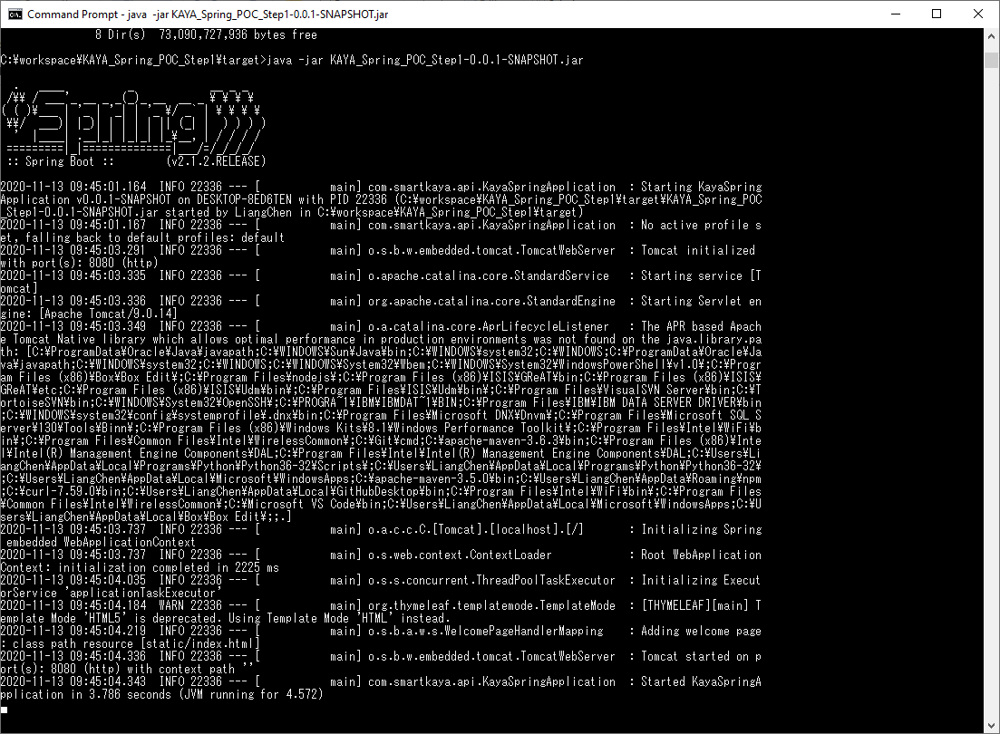 Command Prompt - java  -jar KAYA_Spring_POC_Step1-0.0.1-SNAPSHOT.jar
               8 Dir(s)  73,090,727,936 bytes free
C:¥workspace¥KAYA_Spring_POC_Step1¥target>java -jar KAYA_Spring_POC_Step1-0.0.1-SNAPSHOT.jar
  .   ____          _            __ _ _
 /¥¥ / ___'_ __ _ _(_)_ __  __ _ ¥ ¥ ¥ ¥
( ( )¥___ | '_ | '_| | '_ ¥/ _` | ¥ ¥ ¥ ¥
 ¥¥/  ___)| |_)| | | | | || (_| |  ) ) ) )
  '  |____| .__|_| |_|_| |_¥__, | / / / /
 =========|_|==============|___/=/_/_/_/
 :: Spring Boot ::        (v2.1.2.RELEASE)
2020-11-13 09:45:01.164  INFO 22336 --- [           main] com.smartkaya.api.KayaSpringApplication  : Starting KayaSpring
Application v0.0.1-SNAPSHOT on DESKTOP-8ED6TEN with PID 22336 (C:¥workspace¥KAYA_Spring_POC_Step1¥target¥KAYA_Spring_POC
_Step1-0.0.1-SNAPSHOT.jar started by LiangChen in C:¥workspace¥KAYA_Spring_POC_Step1¥target)
2020-11-13 09:45:01.167  INFO 22336 --- [           main] com.smartkaya.api.KayaSpringApplication  : No active profile s
et, falling back to default profiles: default
2020-11-13 09:45:03.291  INFO 22336 --- [           main] o.s.b.w.embedded.tomcat.TomcatWebServer  : Tomcat initialized
with port(s): 8080 (http)
2020-11-13 09:45:03.335  INFO 22336 --- [           main] o.apache.catalina.core.StandardService   : Starting service [T
omcat]
2020-11-13 09:45:03.336  INFO 22336 --- [           main] org.apache.catalina.core.StandardEngine  : Starting Servlet en
gine: [Apache Tomcat/9.0.14]
2020-11-13 09:45:03.349  INFO 22336 --- [           main] o.a.catalina.core.AprLifecycleListener   : The APR based Apach
e Tomcat Native library which allows optimal performance in production environments was not found on the java.library.pa
th: [C:¥ProgramData¥Oracle¥Java¥javapath;C:¥WINDOWS¥Sun¥Java¥bin;C:¥WINDOWS¥system32;C:¥WINDOWS;C:¥ProgramData¥Oracle¥Ja
va¥javapath;C:¥WINDOWS¥system32;C:¥WINDOWS;C:¥WINDOWS¥System32¥Wbem;C:¥WINDOWS¥System32¥WindowsPowerShell¥v1.0¥;C:¥Progr
am Files (x86)¥Box¥Box Edit¥;C:¥Program Files¥nodejs¥;C:¥Program Files (x86)¥ISIS¥GReAT¥bin;C:¥Program Files (x86)¥ISIS¥
GReAT¥etc;C:¥Program Files (x86)¥ISIS¥Udm¥bin¥;C:¥Program Files¥ISIS¥Udm¥bin¥;C:¥Program Files¥VisualSVN Server¥bin;C:¥T
ortoiseSVN¥bin;C:¥WINDOWS¥System32¥OpenSSH¥;C:¥PROGRA~1¥IBM¥IBMDAT~1¥BIN;C:¥Program Files¥IBM¥IBM DATA SERVER DRIVER¥bin
;C:¥WINDOWS¥system32¥config¥systemprofile¥.dnx¥bin;C:¥Program Files¥Microsoft DNX¥Dnvm¥;C:¥Program Files¥Microsoft SQL S
erver¥130¥Tools¥Binn¥;C:¥Program Files (x86)¥Windows Kits¥8.1¥Windows Performance Toolkit¥;C:¥Program Files¥Intel¥WiFi¥b
in¥;C:¥Program Files¥Common Files¥Intel¥WirelessCommon¥;C:¥Git¥cmd;C:¥apache-maven-3.6.3¥bin;C:¥Program Files (x86)¥Inte
l¥Intel(R) Management Engine Components¥DAL;C:¥Program Files¥Intel¥Intel(R) Management Engine Components¥DAL;C:¥Users¥Li
angChen¥AppData¥Local¥Programs¥Python¥Python36-32¥Scripts¥;C:¥Users¥LiangChen¥AppData¥Local¥Programs¥Python¥Python36-32¥
;C:¥Users¥LiangChen¥AppData¥Local¥Microsoft¥WindowsApps;C:¥apache-maven-3.5.0¥bin;C:¥Users¥LiangChen¥AppData¥Roaming¥npm
;C:¥curl-7.59.0¥bin;C:¥Users¥LiangChen¥AppData¥Local¥GitHubDesktop¥bin;C:¥Program Files¥Intel¥WiFi¥bin¥;C:¥Program Files
¥Common Files¥Intel¥WirelessCommon¥;C:¥Microsoft VS Code¥bin;C:¥Users¥LiangChen¥AppData¥Local¥Microsoft¥WindowsApps;C:¥U
sers¥LiangChen¥AppData¥Local¥Box¥Box Edit¥;;.]
2020-11-13 09:45:03.737  INFO 22336 --- [           main] o.a.c.c.C.[Tomcat].[localhost].[/]       : Initializing Spring
 embedded WebApplicationContext
2020-11-13 09:45:03.737  INFO 22336 --- [           main] o.s.web.context.ContextLoader            : Root WebApplication
Context: initialization completed in 2225 ms
2020-11-13 09:45:04.035  INFO 22336 --- [           main] o.s.s.concurrent.ThreadPoolTaskExecutor  : Initializing Execut
orService 'applicationTaskExecutor'
2020-11-13 09:45:04.184  WARN 22336 --- [           main] org.thymeleaf.templatemode.TemplateMode  : [THYMELEAF][main] T
emplate Mode 'HTML5' is deprecated. Using Template Mode 'HTML' instead.
2020-11-13 09:45:04.219  INFO 22336 --- [           main] o.s.b.a.w.s.WelcomePageHandlerMapping    : Adding welcome page
: class path resource [static/index.html]
2020-11-13 09:45:04.336  INFO 22336 --- [           main] o.s.b.w.embedded.tomcat.TomcatWebServer  : Tomcat started on p
ort(s): 8080 (http) with context path ''
2020-11-13 09:45:04.343  INFO 22336 --- [           main] com.smartkaya.api.KayaSpringApplication  : Started KayaSpringA
pplication in 3.786 seconds (JVM running for 4.572)